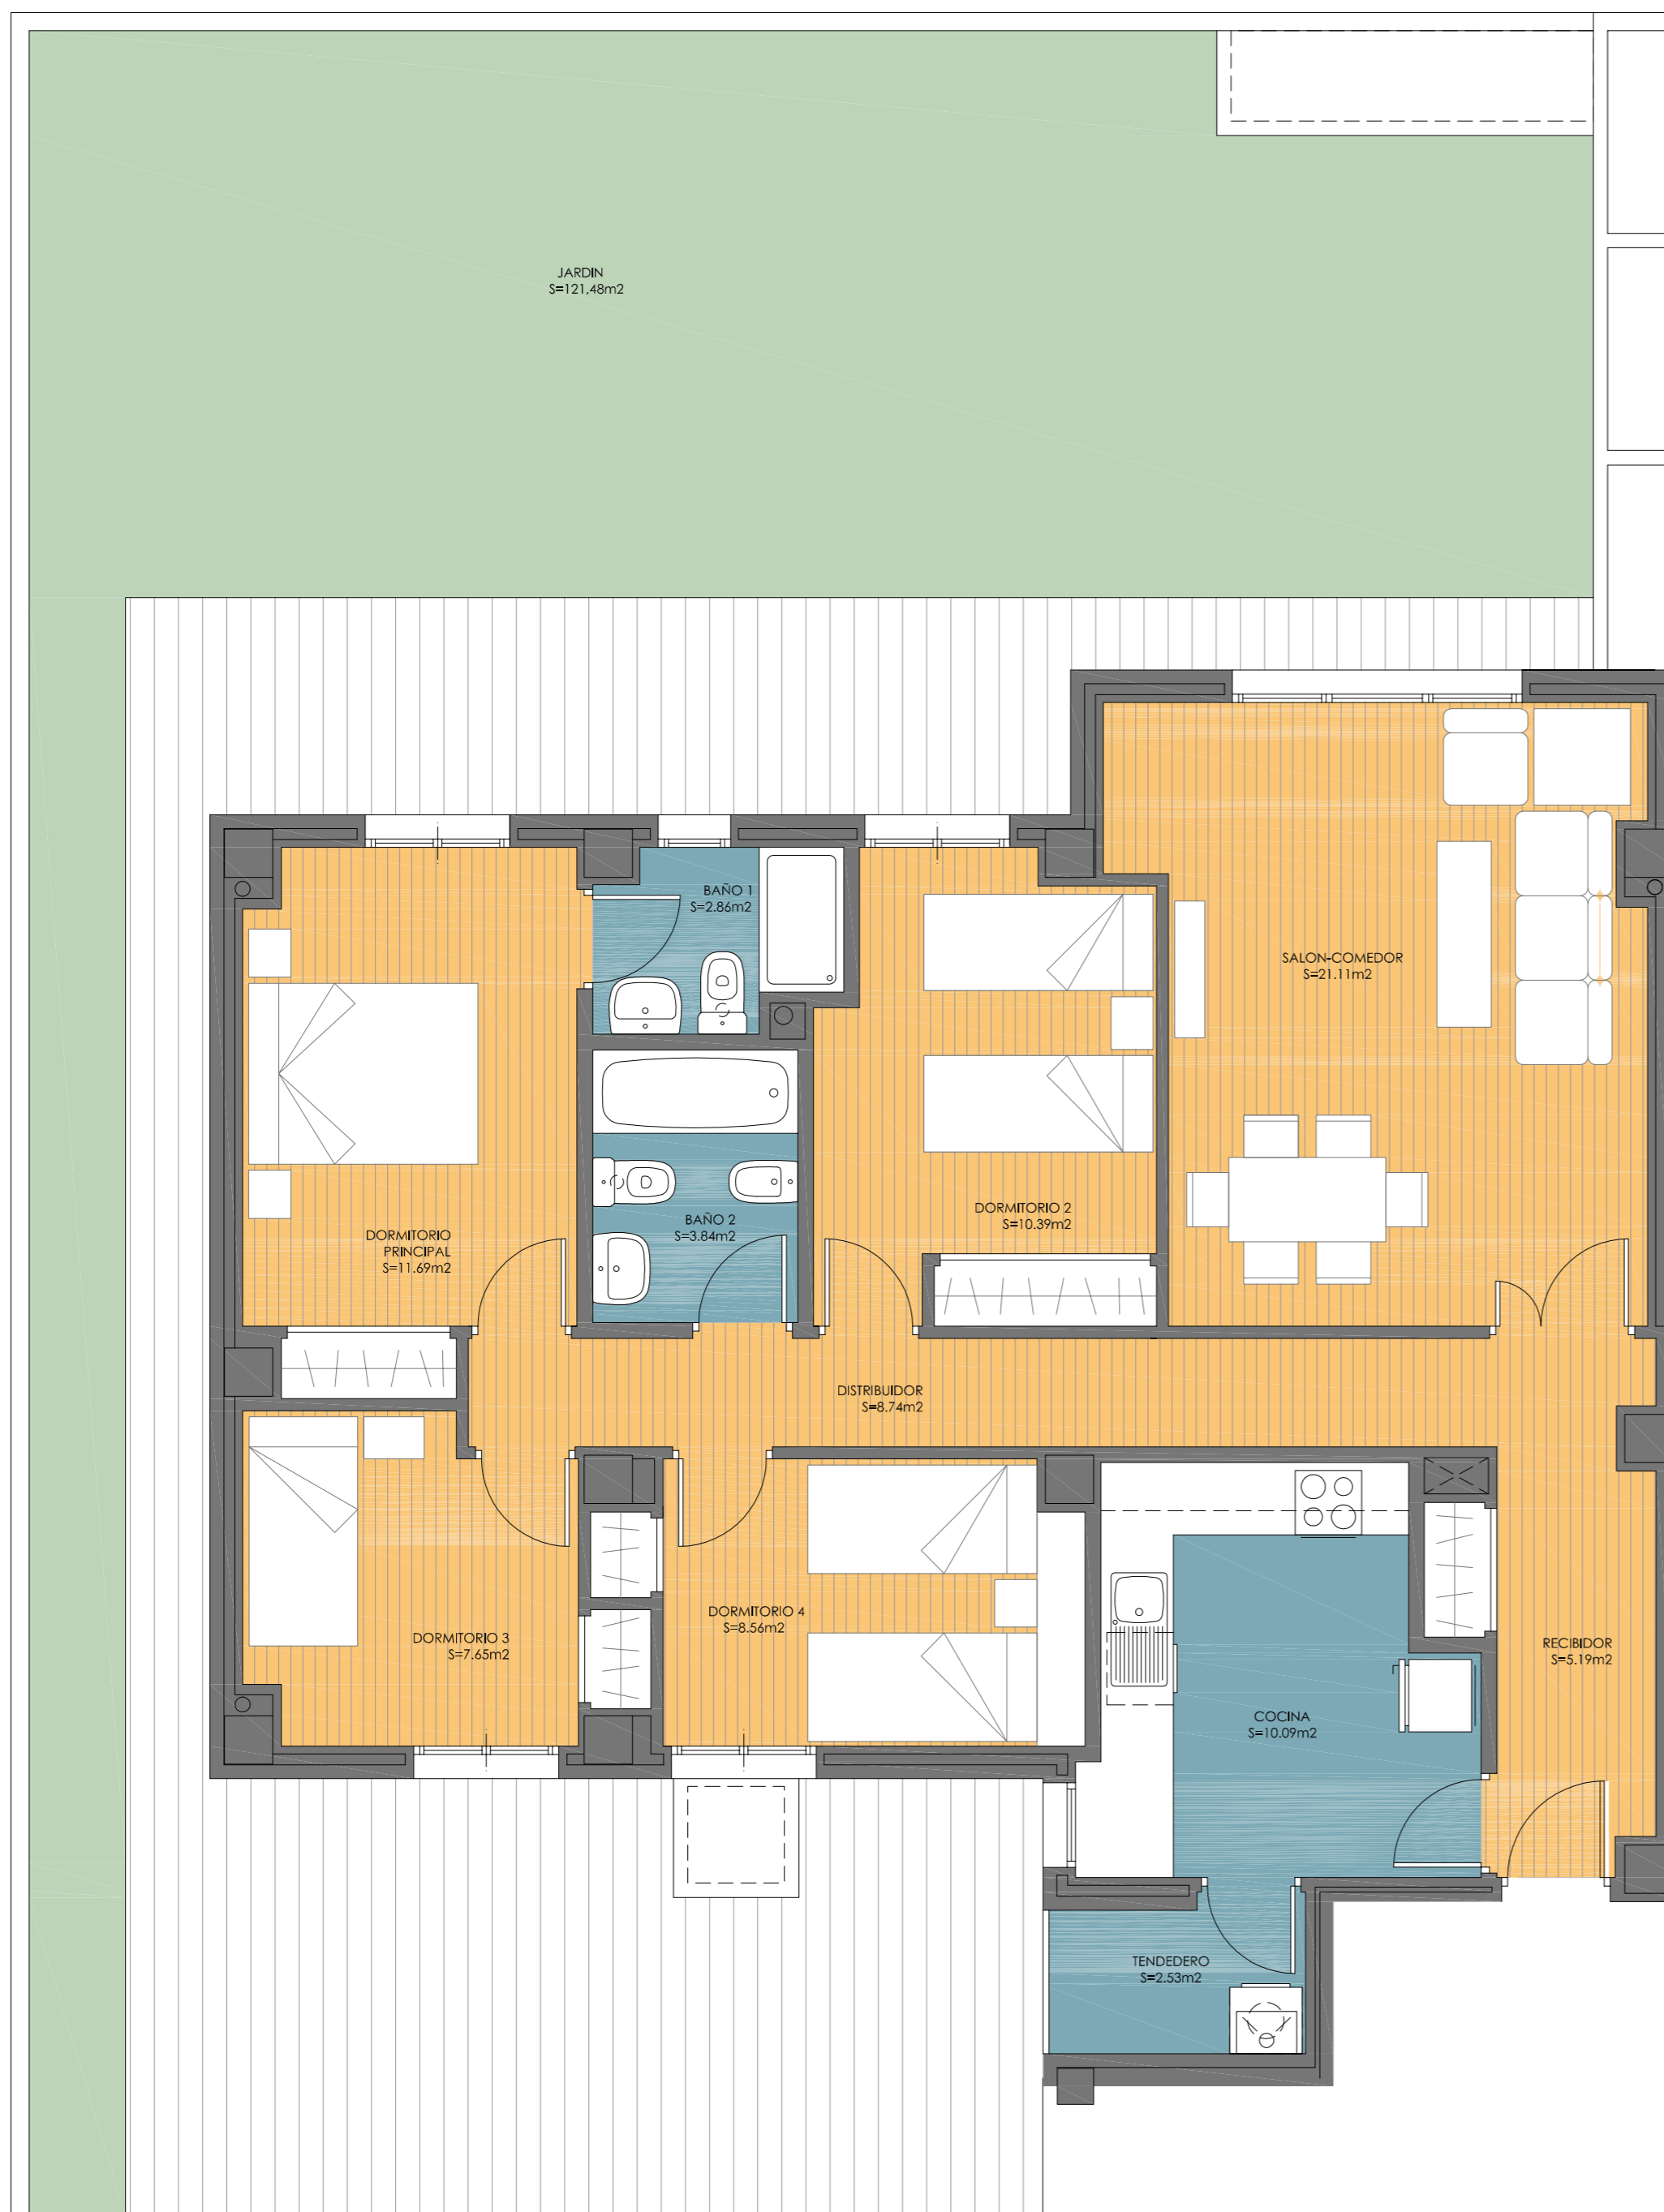 JARDIN
S=121,48m2
BAÑO 1
S=2.86m2
SALON-COMEDOR
S=21.11m2
DORMITORIO 2
S=10.39m2
BAÑO 2
S=3.84m2
DORMITORIO
PRINCIPAL
S=11.69m2
DISTRIBUIDOR
S=8.74m2
DORMITORIO 4
S=8.56m2
DORMITORIO 3
S=7.65m2
RECIBIDOR
S=5.19m2
COCINA
S=10.09m2
TENDEDERO
S=2.53m2